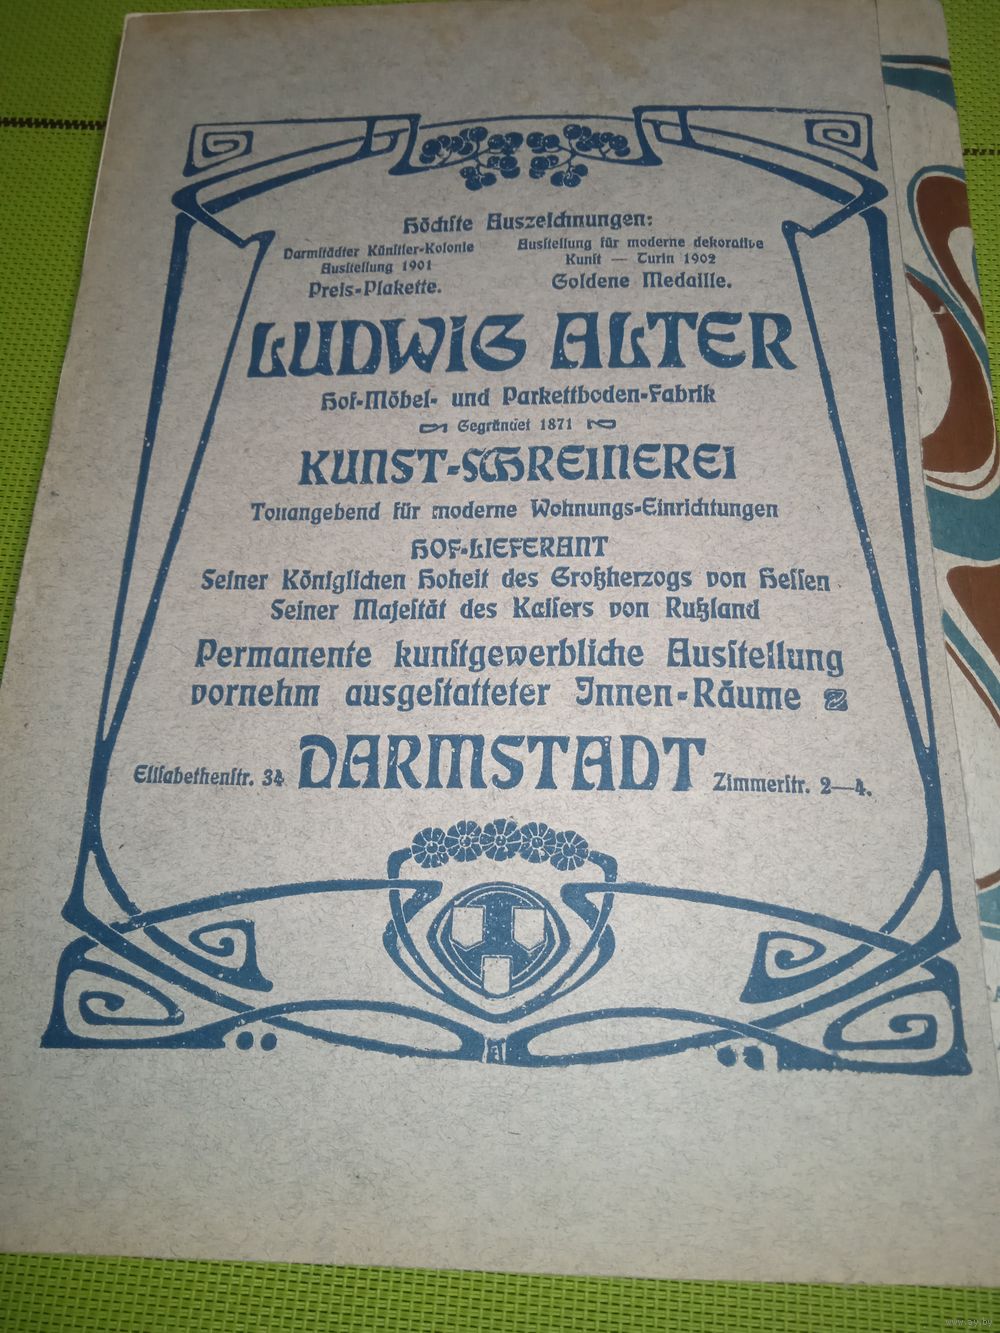 Höchste Auszeichnungen:
Darmstädter Künstler-Kolonie
Ausstellung 1901
Preis-Plakette.
Ausstellung für moderne dekorative
Kunst — Turin 1902
Goldene Medaille.
LUDWIG ALTER
Hof-Möbel- und Parkettboden-Fabrik
Gegründet 1871
KUNST-SCHREINEREI
Tonangebend für moderne Wohnungs-Einrichtungen
HOF-LIEFERANT
Seiner Königlichen Hoheit des Großherzogs von Hessen
Seiner Majestät des Kaisers von Rußland
Permanente kunstgewerbliche Ausstellung
vornehm ausgestatteter Innen-Räume
Elisabethenstr. 34 DARMSTADT Zimmerstr. 2—4.
www.ay.by